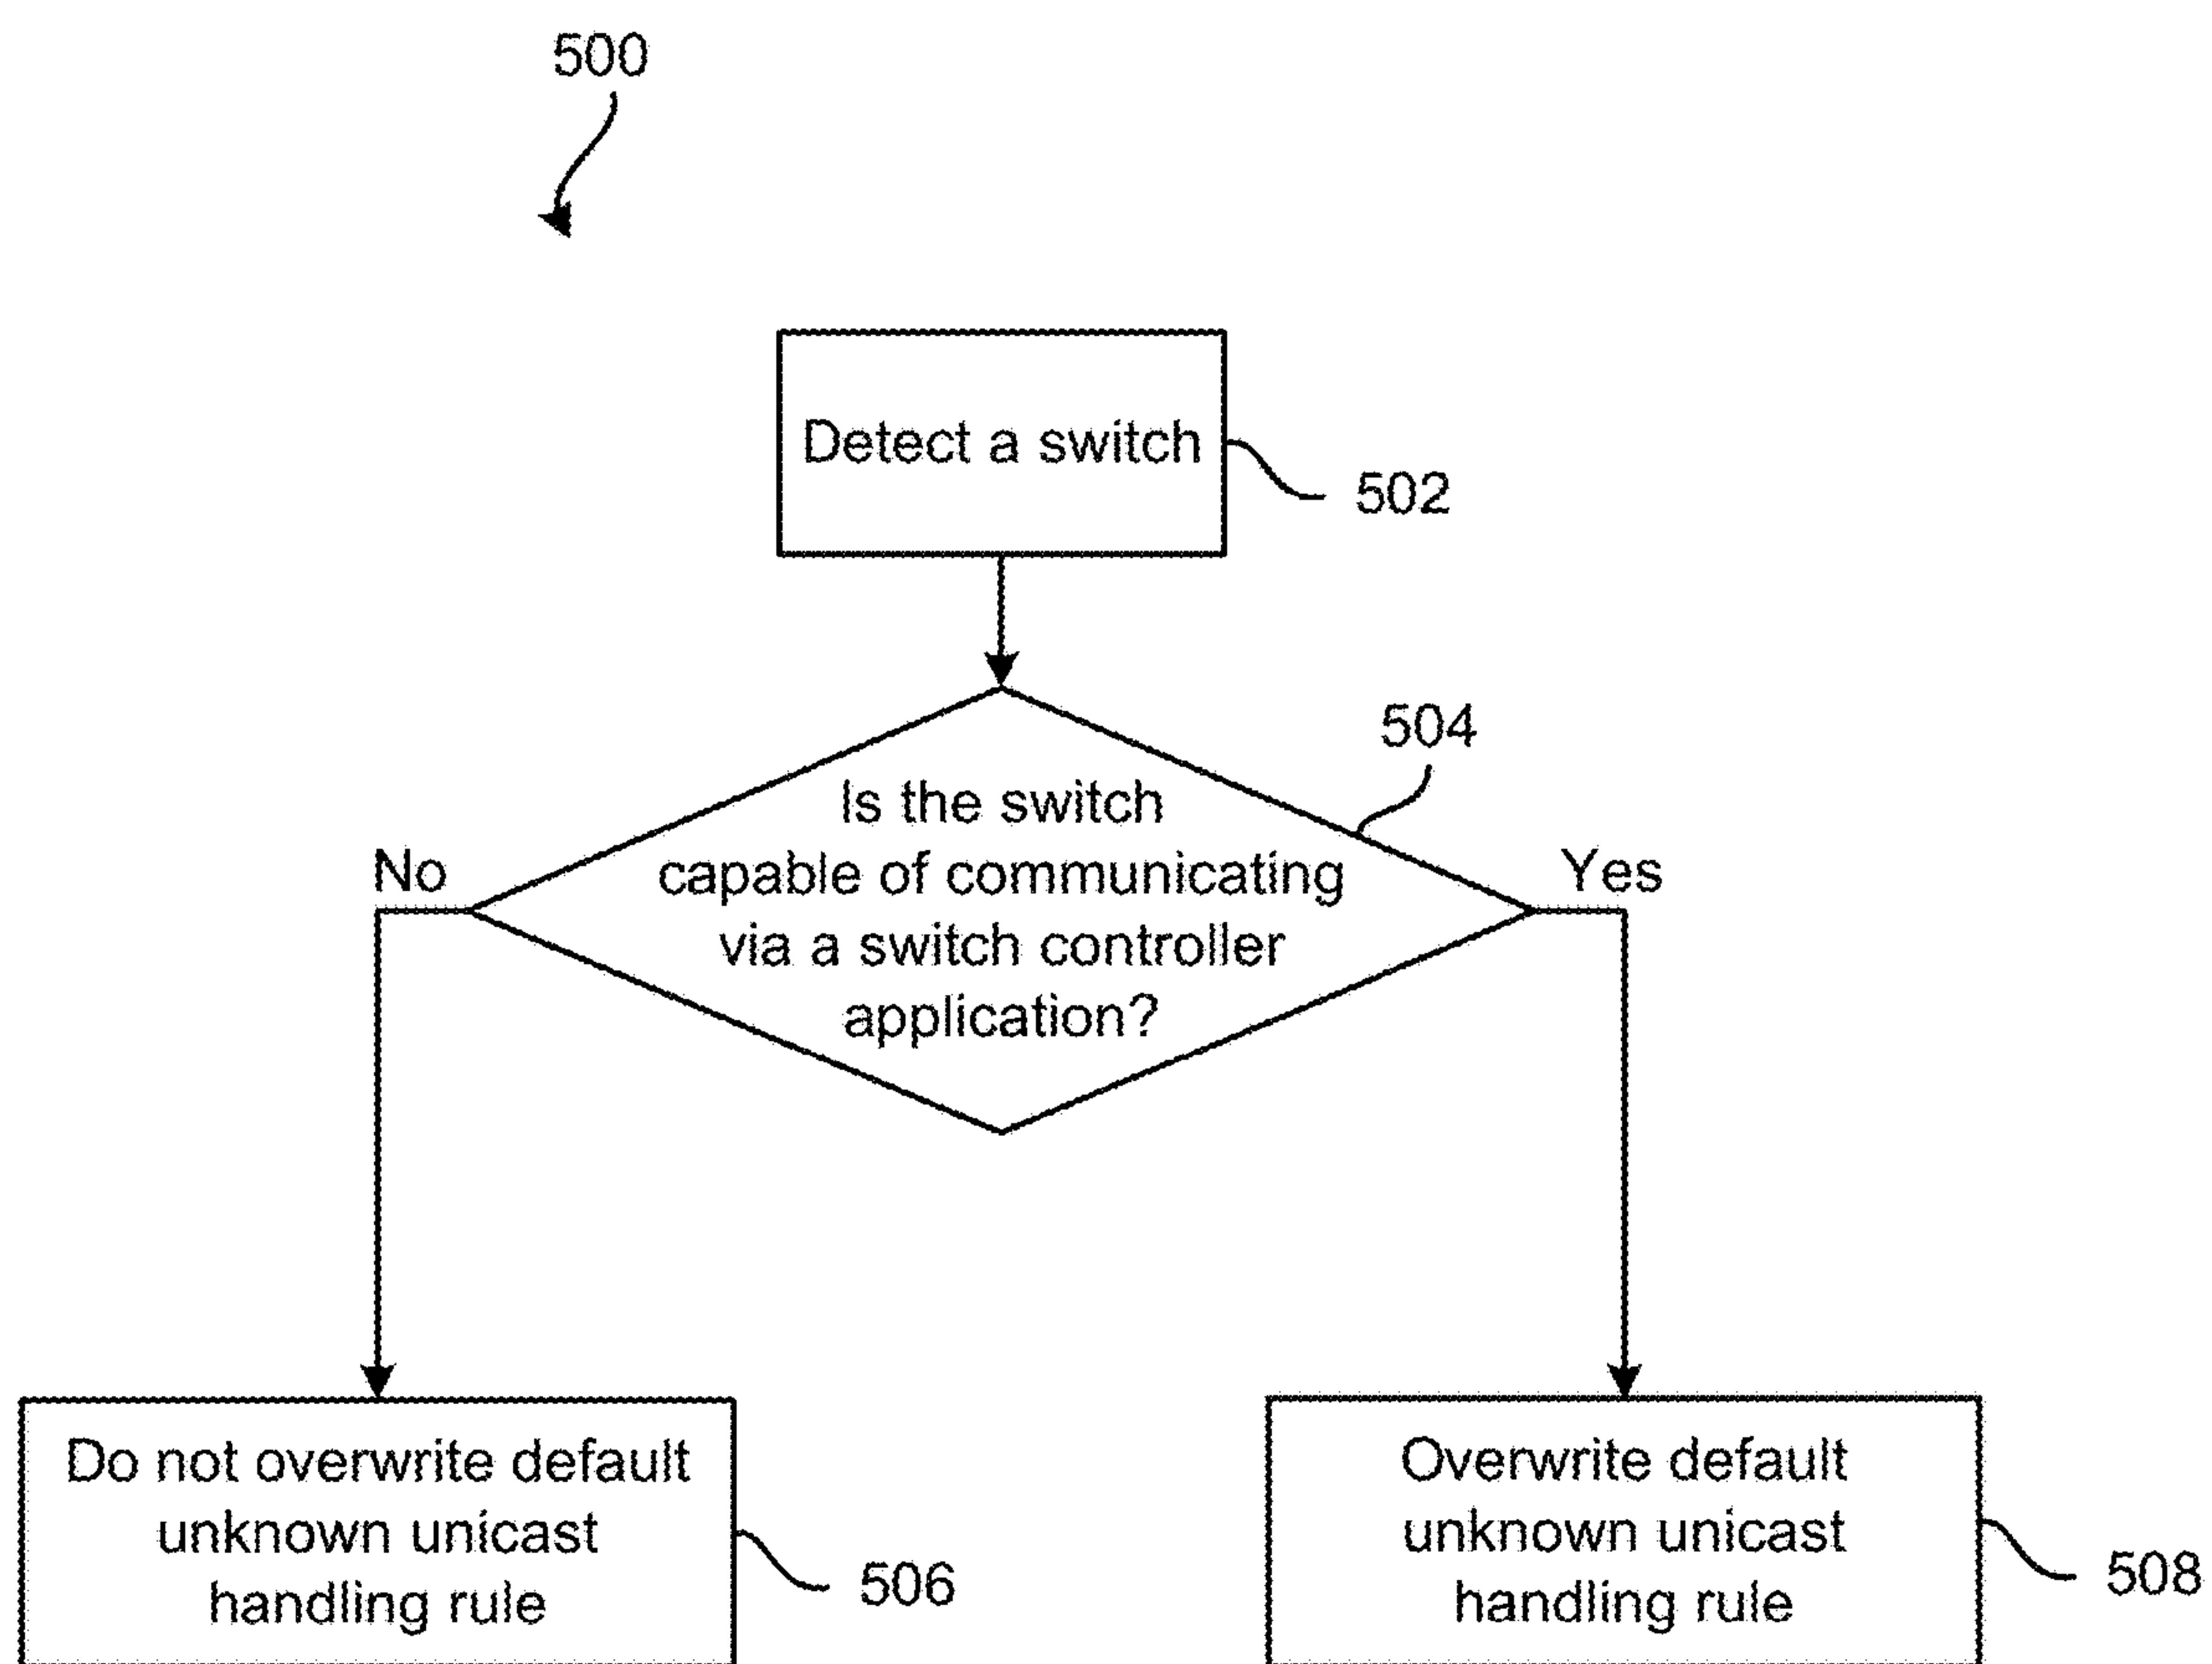 500
Detect a switch
502
504
Is the switch
capable of communicating
via a switch controller
application?
No
Yes
Do not overwrite default
unknown unicast
handling rule
506
Overwrite default
unknown unicast
handling rule
508